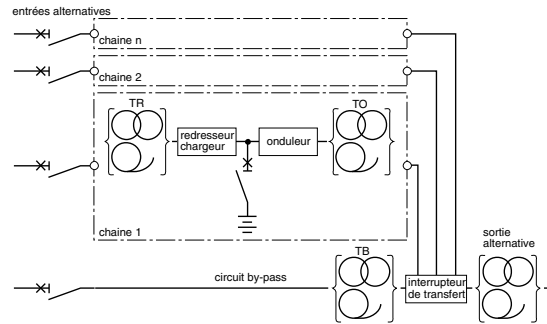 entrées alternatives
chaine n
chaine 2
TR
TO
redresseur
chargeur
onduleur
chaine 1
TB
sortie
alternative
circuit by-pass
interrupteur
de transfert